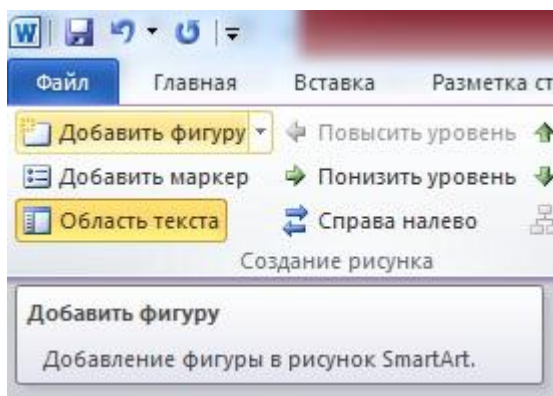 W
Файл Главная Вставка Разметка ст
Добавить фигуру Повысить уровень
Добавить маркер Понизить уровень
Область текста Справа налево
Создание рисунка
Добавить фигуру
Добавление фигуры в рисунок SmartArt.